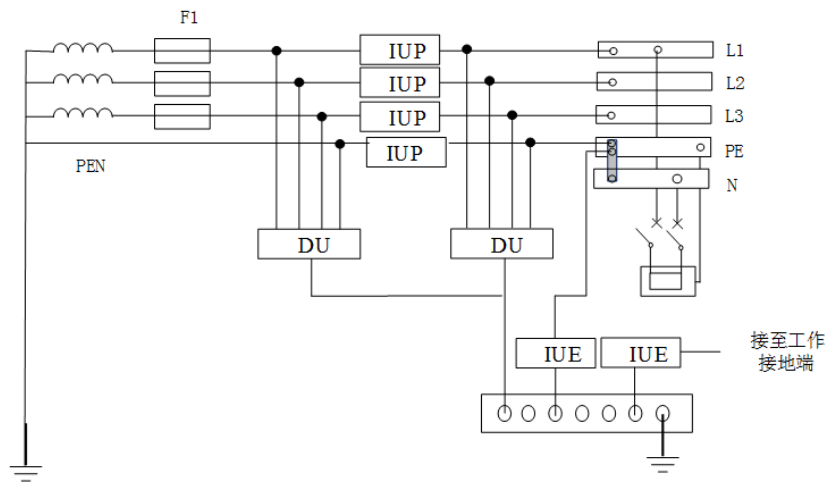 F1
IUP
L1
IUP
L2
IUP
L3
IUP
PE
PEN
N
DU
DU
IUE
IUE
接至工作
接地端